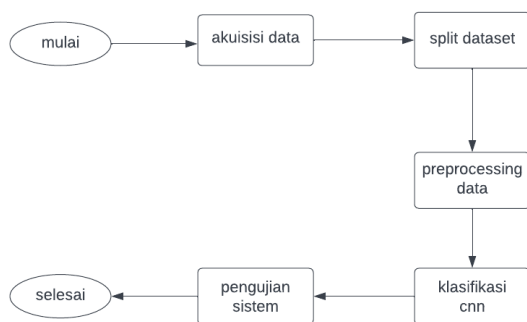 mulai
akuisisi data
split dataset
preprocessing
data
klasifikasi
cnn
pengujian
sistem
selesai